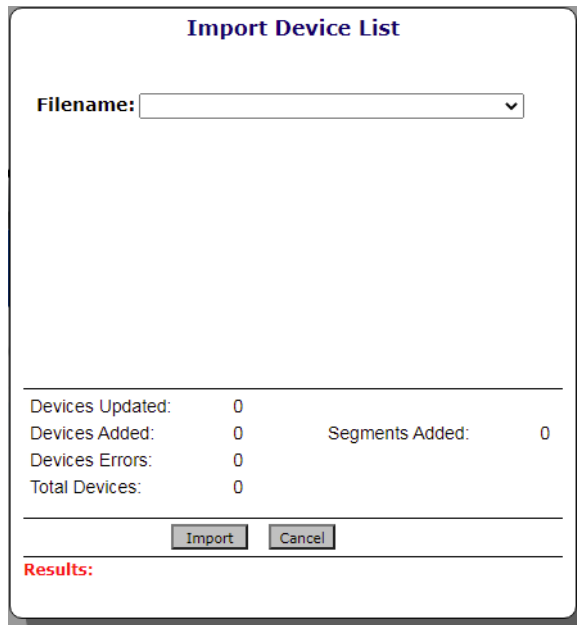 Import Device List
Filename:
Devices Updated: 0
Devices Added: 0 Segments Added: 0
Devices Errors: 0
Total Devices: 0
Import Cancel
Results: